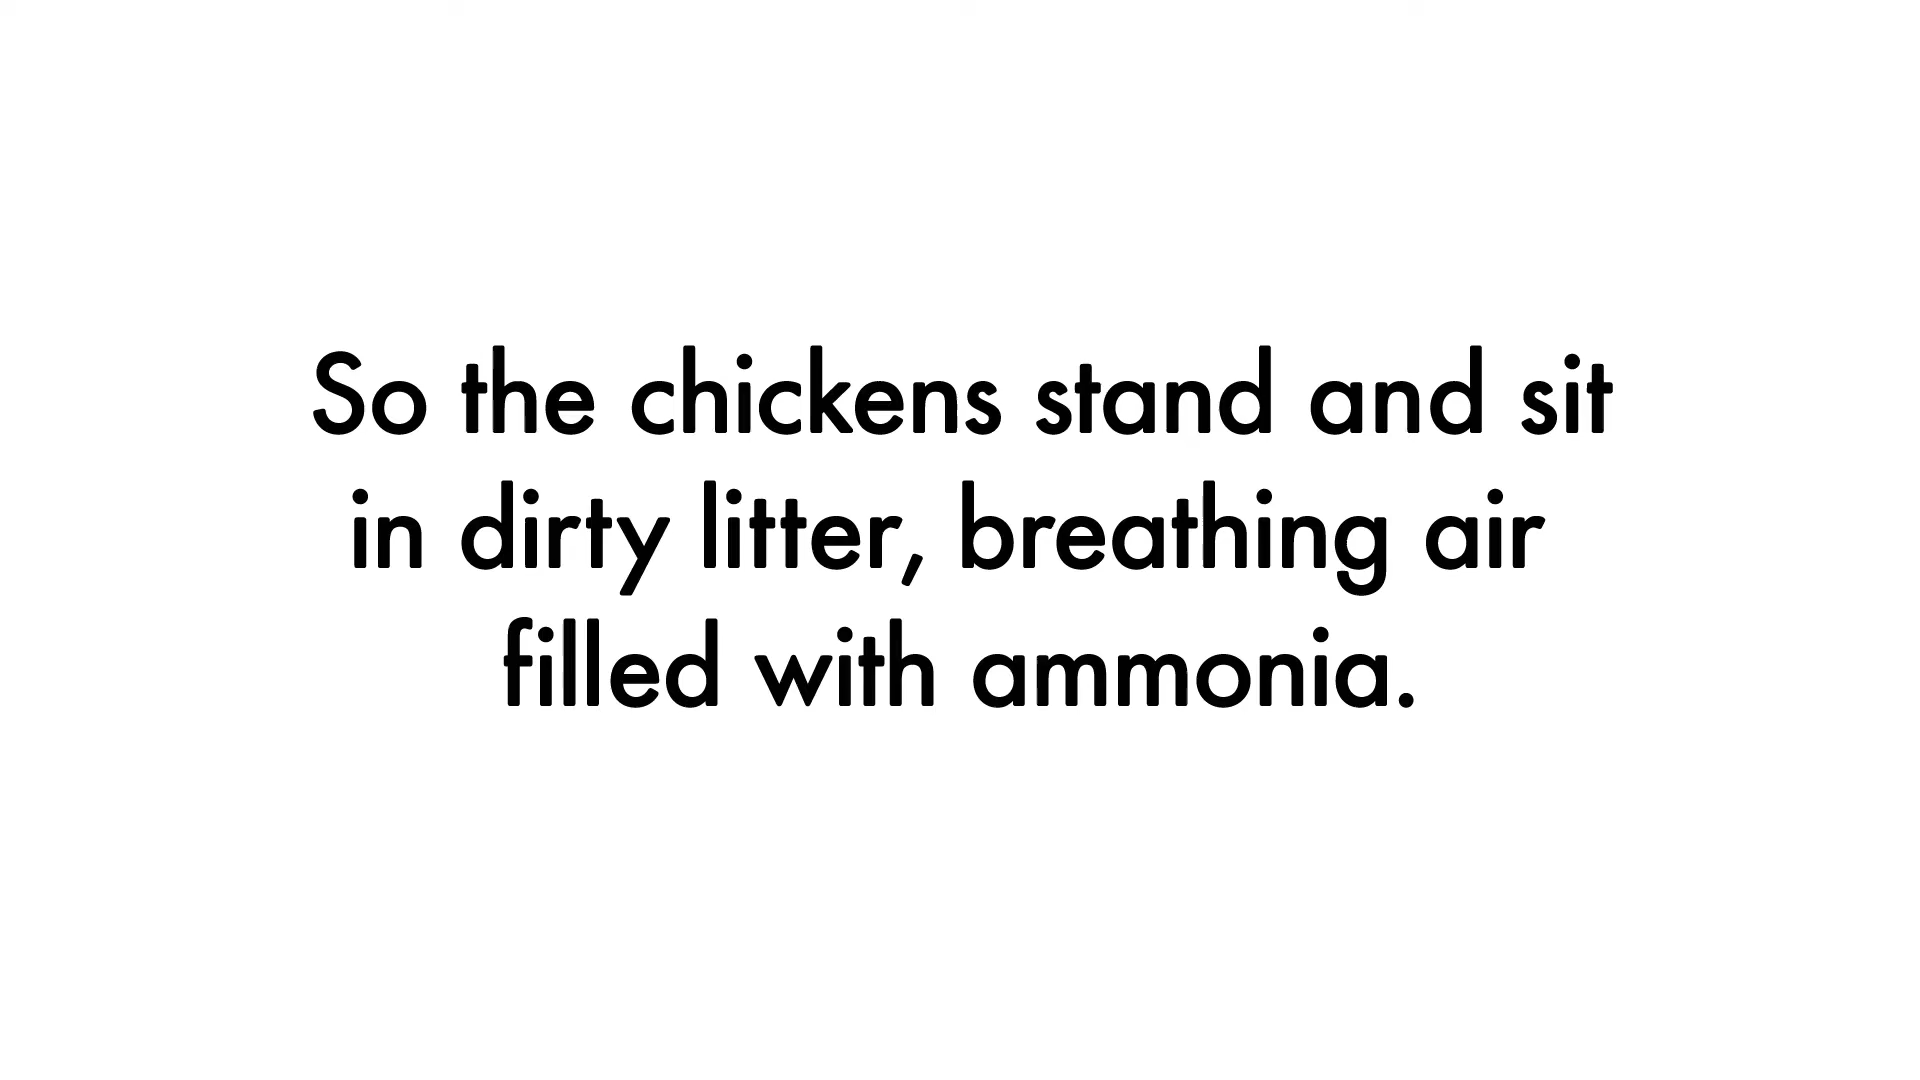 So the chickens stand and sit
in dirty litter, breathing air
filled with ammonia.